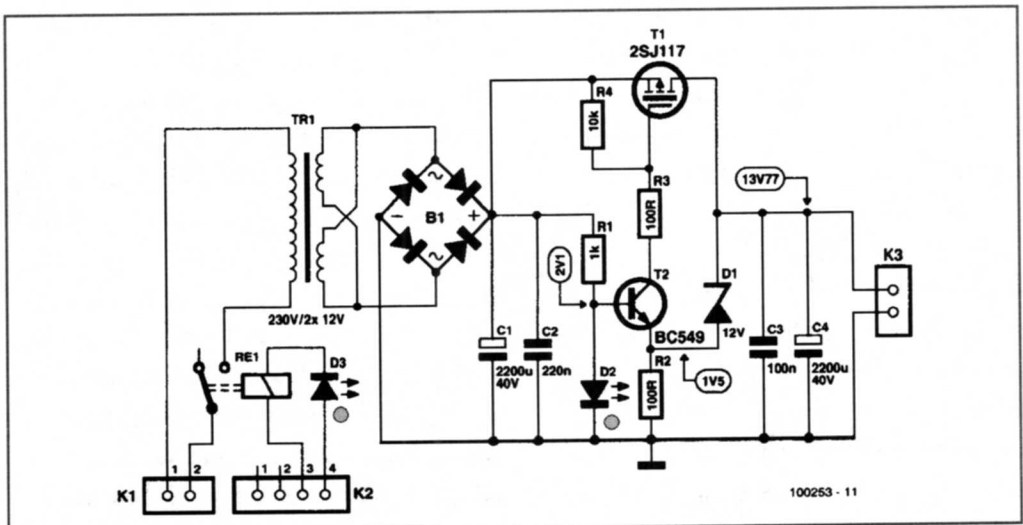 T1
2SJ117
R4
10k
TR1
B1
~
~
−
+
230V/2x 12V
R3
100R
13V77
R1
1k
2V1
K3
T2
BC549
D1
12V
C1
2200u
40V
C2
220n
D2
R2
100R
1V5
C3
100n
C4
2200u
40V
RE1
D3
1 2
K1
1 2 3 4
K2
100253 - 11